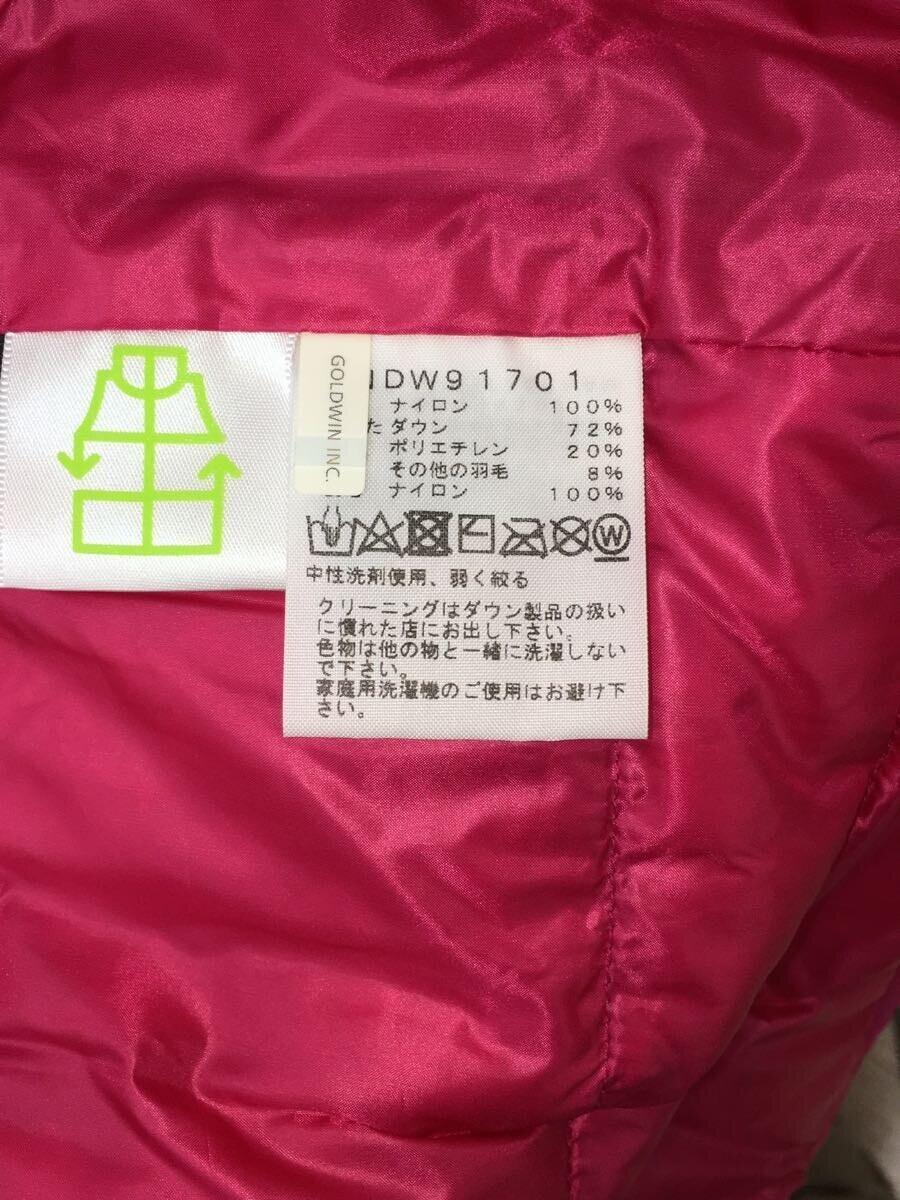 GOLDWIN INC.
NDW91701
ナイロン 100%
た ダウン 72%
ポリエチレン 20%
その他の羽毛 8%
ナイロン 100%
W
中性洗剤使用、弱く絞る
クリーニングはダウン製品の扱い
に慣れた店にお出し下さい。
色物は他の物と一緒に洗濯しない
で下さい。
家庭用洗濯機のご使用はお避け下
さい。